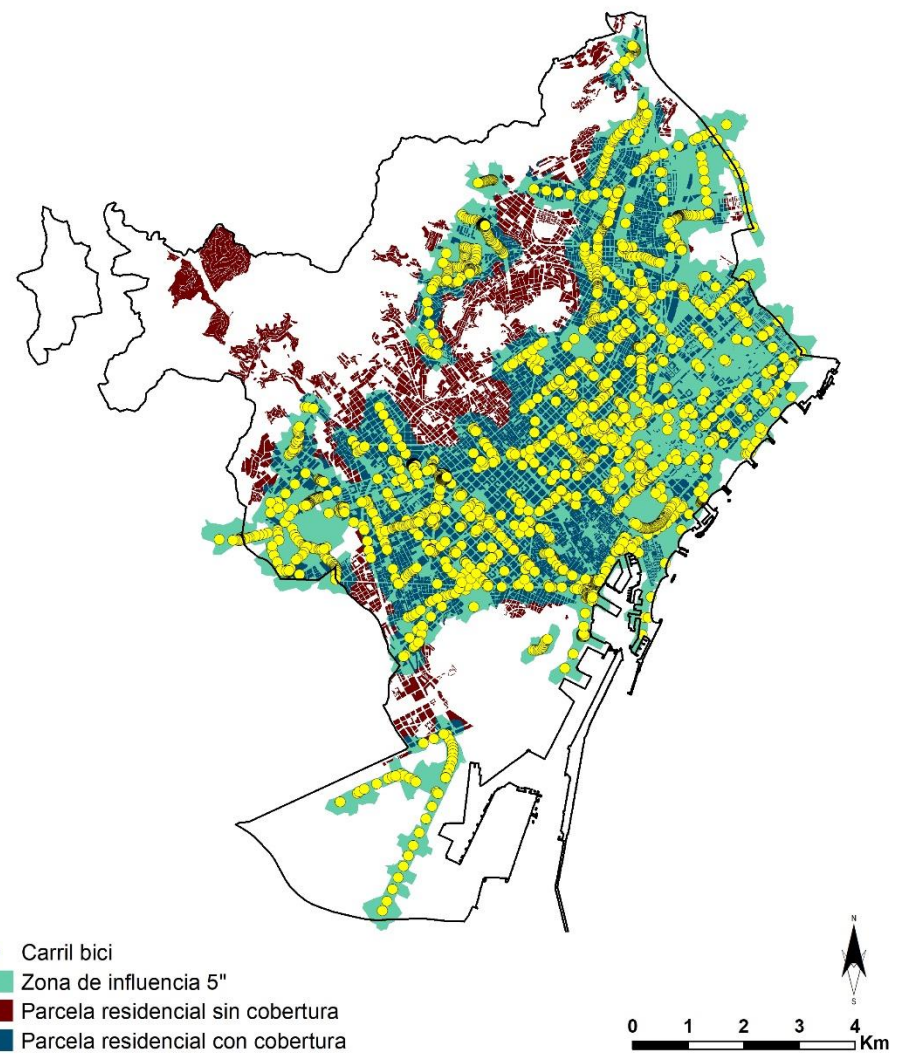 N
S
Carril bici
Zona de influencia 5"
Parcela residencial sin cobertura
Parcela residencial con cobertura
0 1 2 3 4
Km